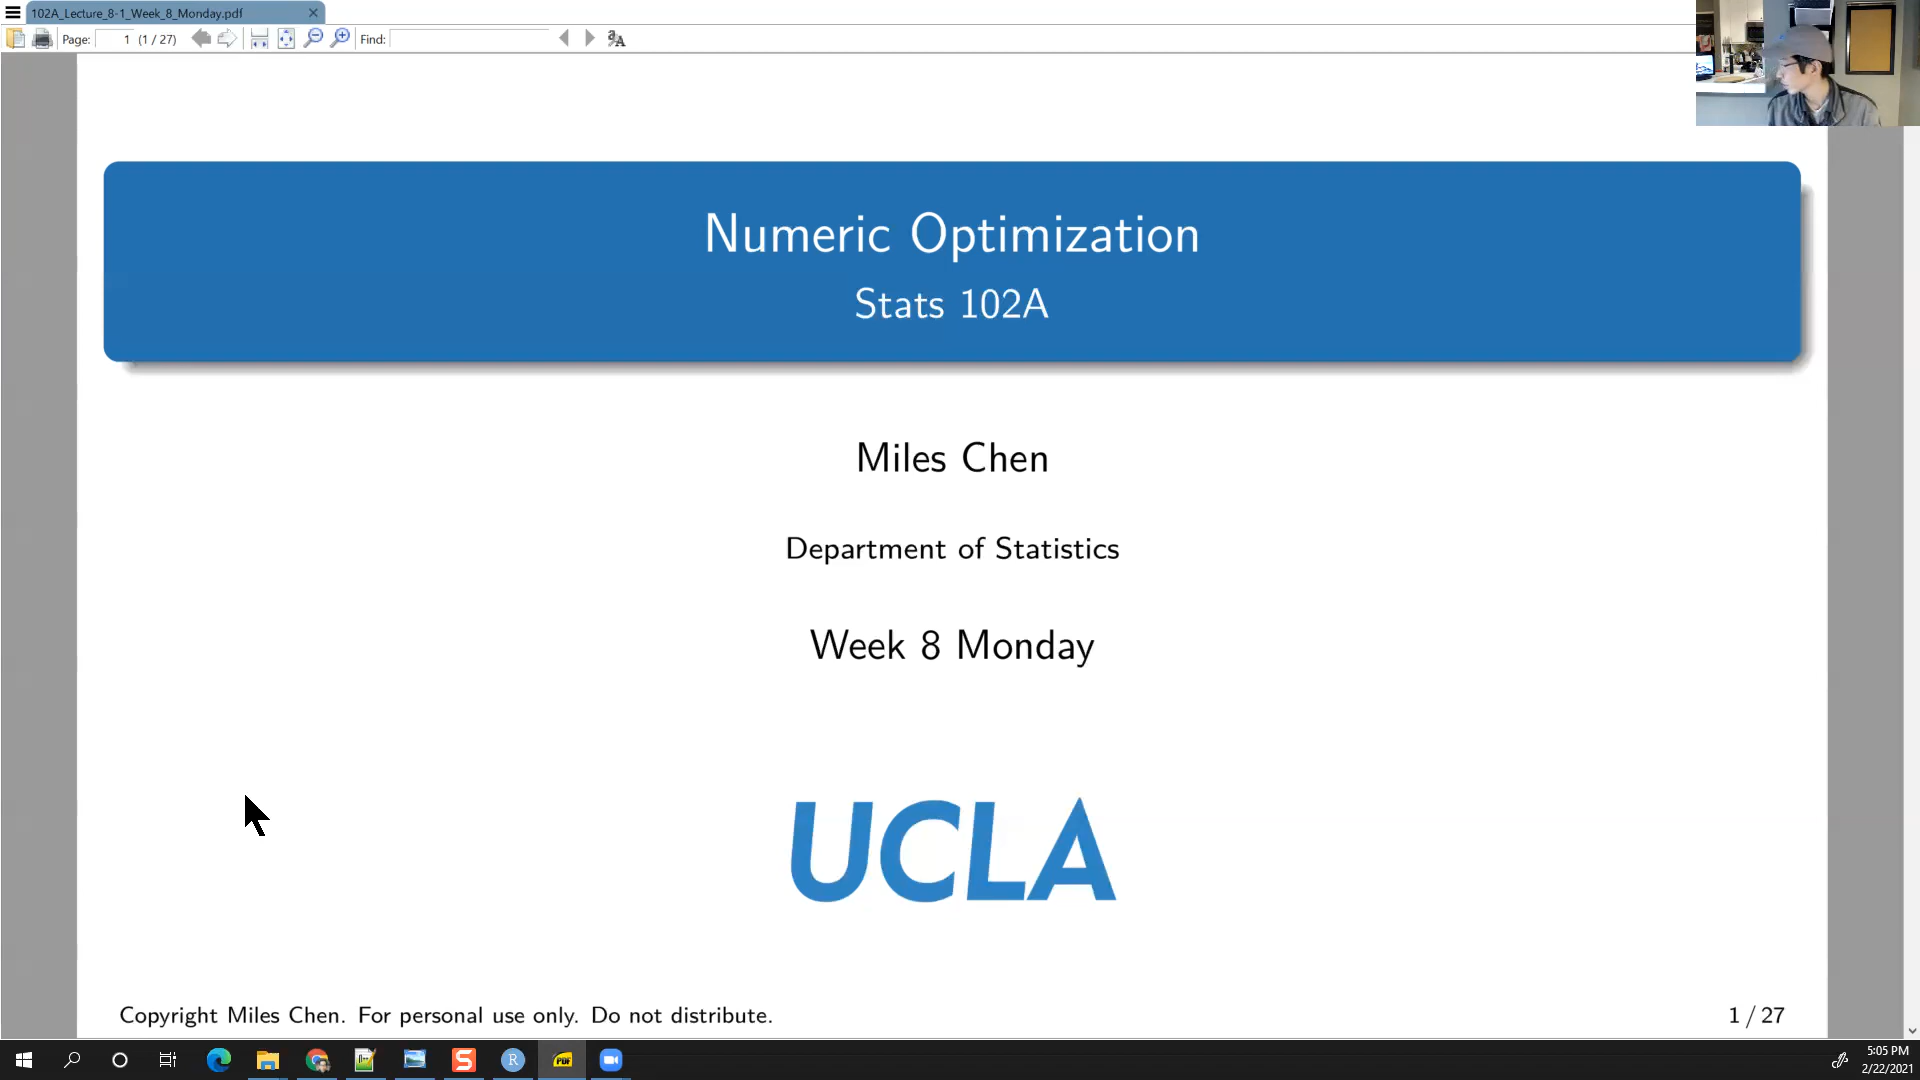 102A_Lecture_8-1_Week_8_Monday.pdf
Page: 1 (1 / 27) Find:
Numeric Optimization
Stats 102A
Miles Chen
Department of Statistics
Week 8 Monday
UCLA
Copyright Miles Chen. For personal use only. Do not distribute.
1 / 27
PDF
5:05 PM
2/22/2021